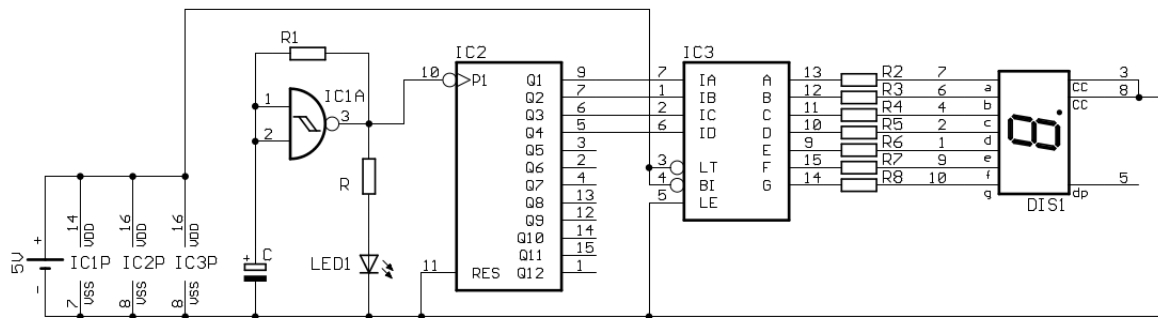 R1
IC1A
1
2
3
R
C
+
LED1
5V
+
-
14
VDD
IC1P
7
VSS
16
VDD
IC2P
8
VSS
16
VDD
IC3P
8
VSS
IC2
10
P1
11
RES
Q1 9
Q2 7
Q3 6
Q4 5
Q5 3
Q6 2
Q7 4
Q8 13
Q9 12
Q10 14
Q11 15
Q12 1
IC3
7 IA
1 IB
2 IC
6 ID
3 LT
4 BI
5 LE
A 13 R2 7 a
B 12 R3 6 b
C 11 R4 4 c
D 10 R5 2 d
E 9 R6 1 e
F 15 R7 9 f
G 14 R8 10 g
CC 3
CC 8
dp 5
DIS1